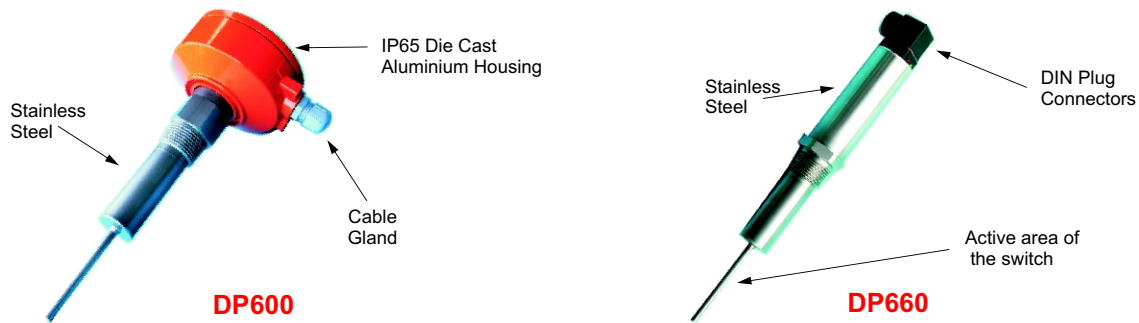 IP65 Die Cast
Aluminium Housing
Stainless
Steel
Cable
Gland
DP600
Stainless
Steel
DIN Plug
Connectors
Active area of
the switch
DP660